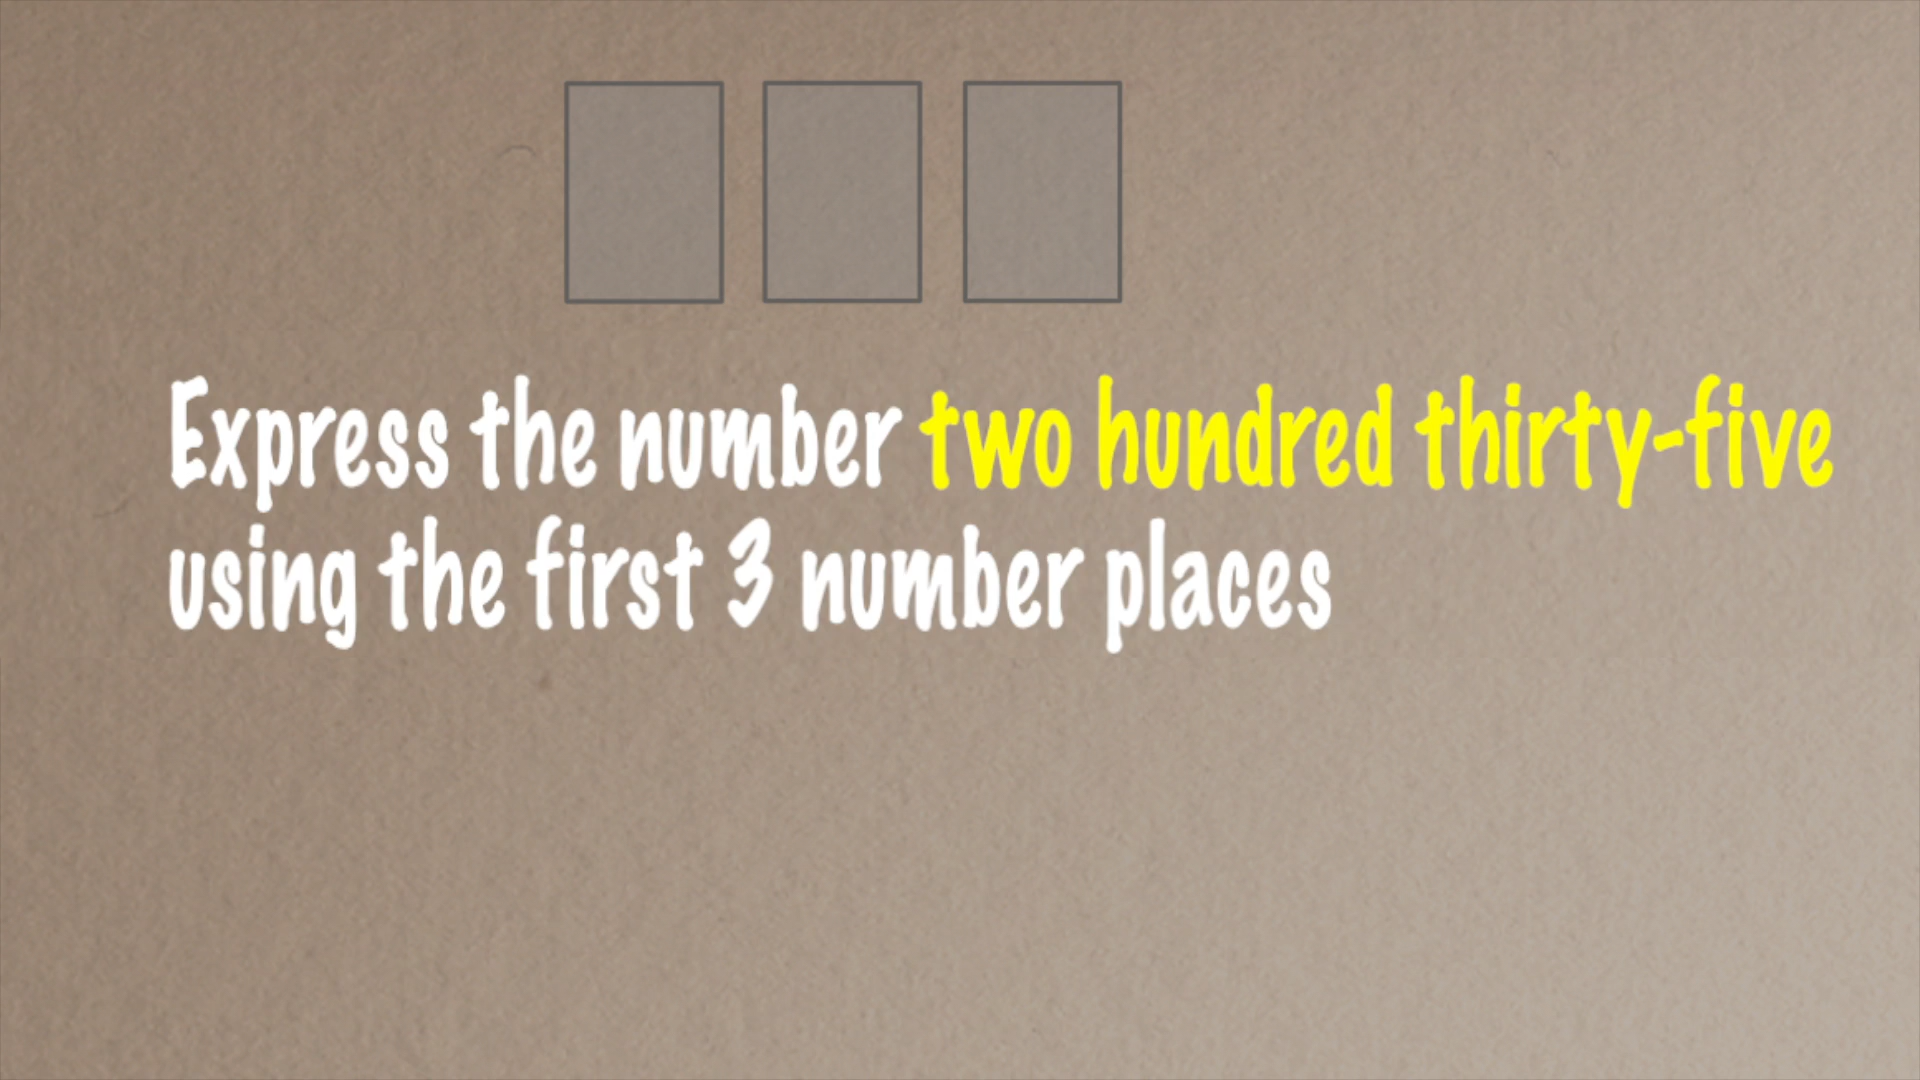 Express the number two hundred thirty-five
using the first 3 number places